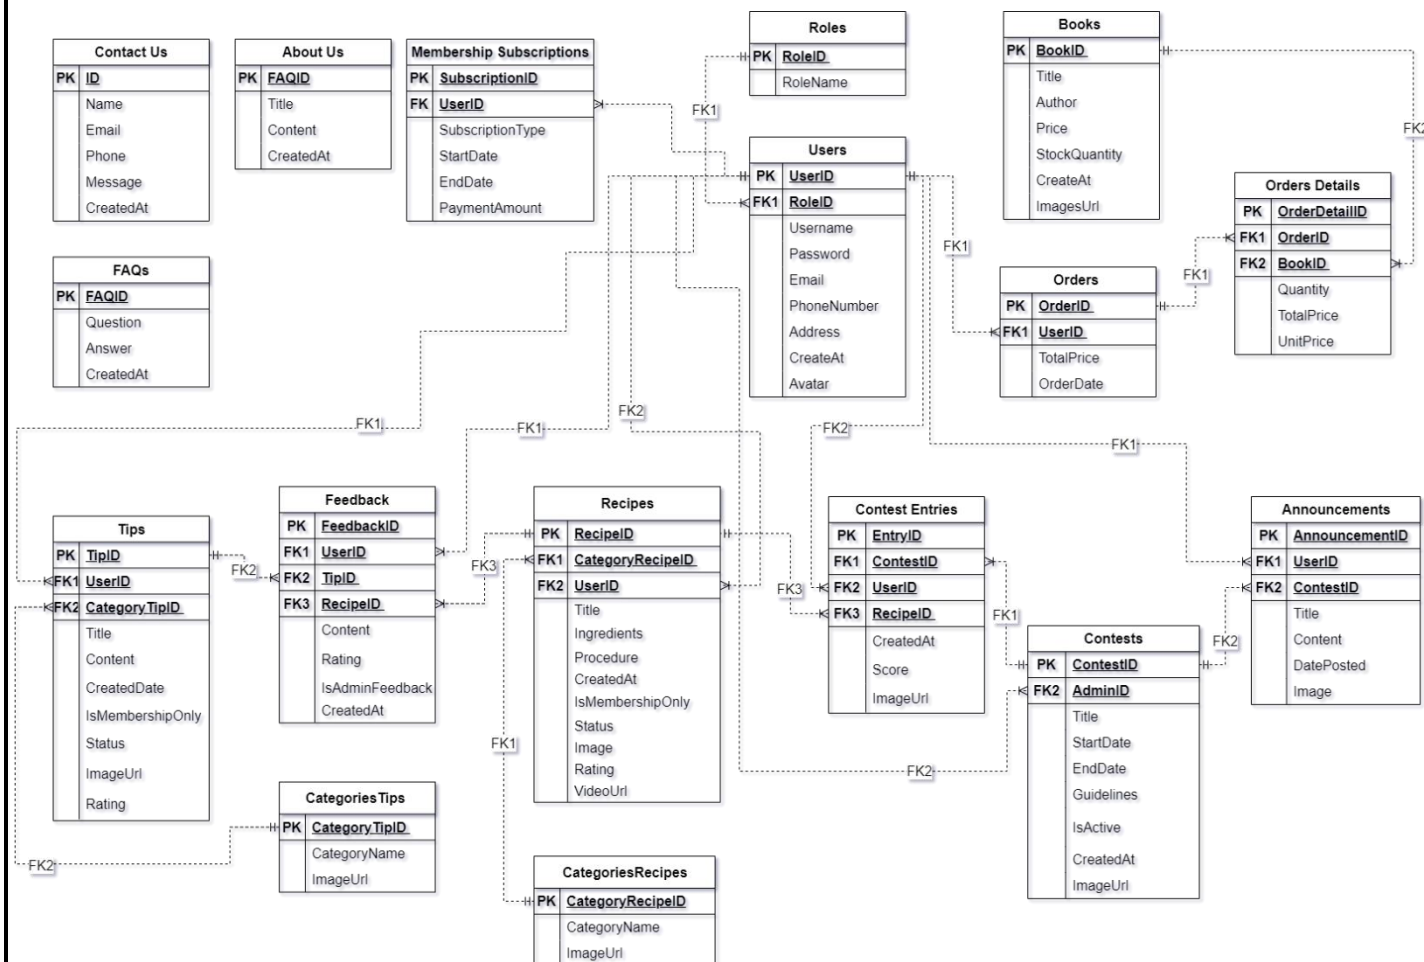 Contact Us
PK ID
Name
Email
Phone
Message
CreatedAt
About Us
PK FAQID
Title
Content
CreatedAt
Membership Subscriptions
PK SubscriptionID
FK UserID
SubscriptionType
StartDate
EndDate
PaymentAmount
Roles
PK RoleID
RoleName
FK1
Books
PK BookID
Title
Author
Price
StockQuantity
CreateAt
ImagesUrl
FK2
Users
PK UserID
FK1 RoleID
Username
Password
Email
PhoneNumber
Address
CreateAt
Avatar
FK1
Orders Details
PK OrderDetailID
FK1 OrderID
FK2 BookID
Quantity
TotalPrice
UnitPrice
FK1
Orders
PK OrderID
FK1 UserID
TotalPrice
OrderDate
FAQs
PK FAQID
Question
Answer
CreatedAt
FK1
FK1
FK2
FK2
FK1
Tips
PK TipID
FK1 UserID
FK2 CategoryTipID
Title
Content
CreatedDate
IsMembershipOnly
Status
ImageUrl
Rating
FK2
Feedback
PK FeedbackID
FK1 UserID
FK2 TipID
FK3 RecipeID
Content
Rating
IsAdminFeedback
CreatedAt
FK3
Recipes
PK RecipeID
FK1 CategoryRecipeID
FK2 UserID
Title
Ingredients
Procedure
CreatedAt
IsMembershipOnly
Status
Image
Rating
VideoUrl
FK3
Contest Entries
PK EntryID
FK1 ContestID
FK2 UserID
FK3 RecipeID
CreatedAt
Score
ImageUrl
FK1
Contests
PK ContestID
FK2 AdminID
Title
StartDate
EndDate
Guidelines
IsActive
CreatedAt
ImageUrl
FK2
Announcements
PK AnnouncementID
FK1 UserID
FK2 ContestID
Title
Content
DatePosted
Image
FK1
FK2
CategoriesTips
PK CategoryTipID
CategoryName
ImageUrl
FK2
CategoriesRecipes
PK CategoryRecipeID
CategoryName
ImageUrl